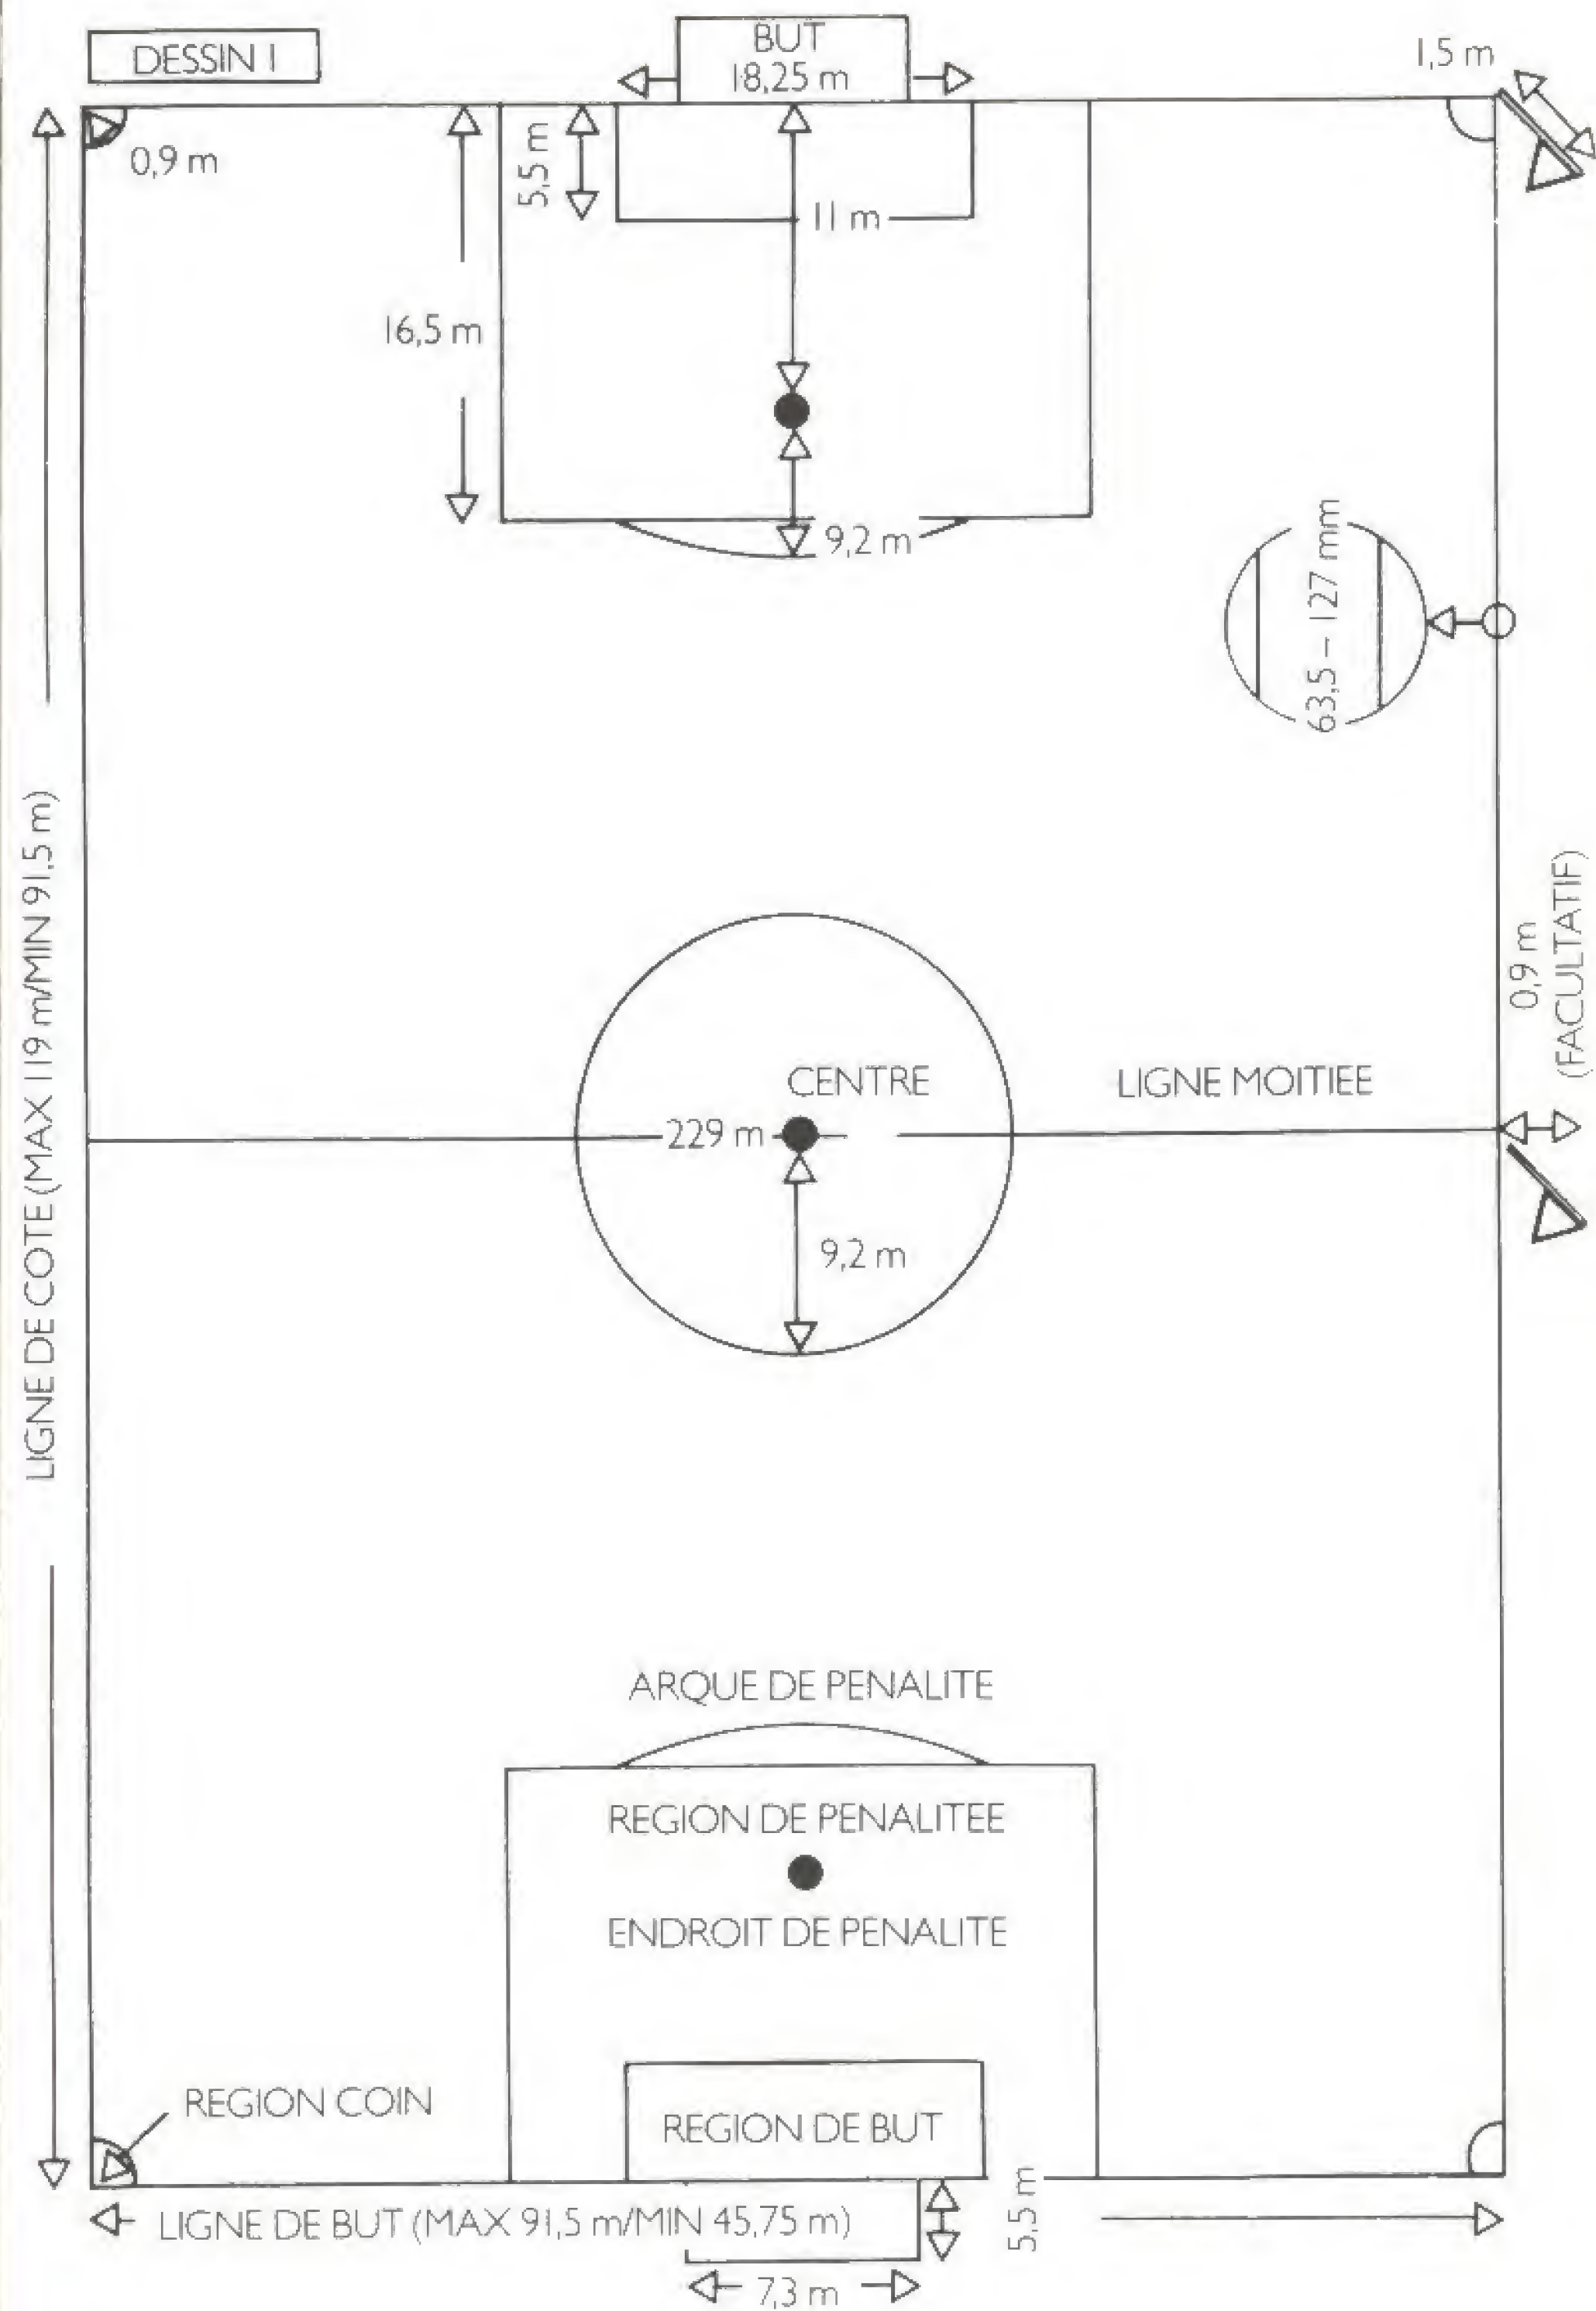 DESSIN 1
BUT
18,25 m
1,5 m
0,9 m
5,5 m
11 m
16,5 m
9,2 m
63,5 – 127 mm
LIGNE DE COTE (MAX 119 m/MIN 91,5 m)
0,9 m
(FACULTATIF)
CENTRE
LIGNE MOITIEE
229 m
9,2 m
ARQUE DE PENALITE
REGION DE PENALITEE
ENDROIT DE PENALITE
REGION COIN
REGION DE BUT
LIGNE DE BUT (MAX 91,5 m/MIN 45,75 m)
5,5 m
7,3 m